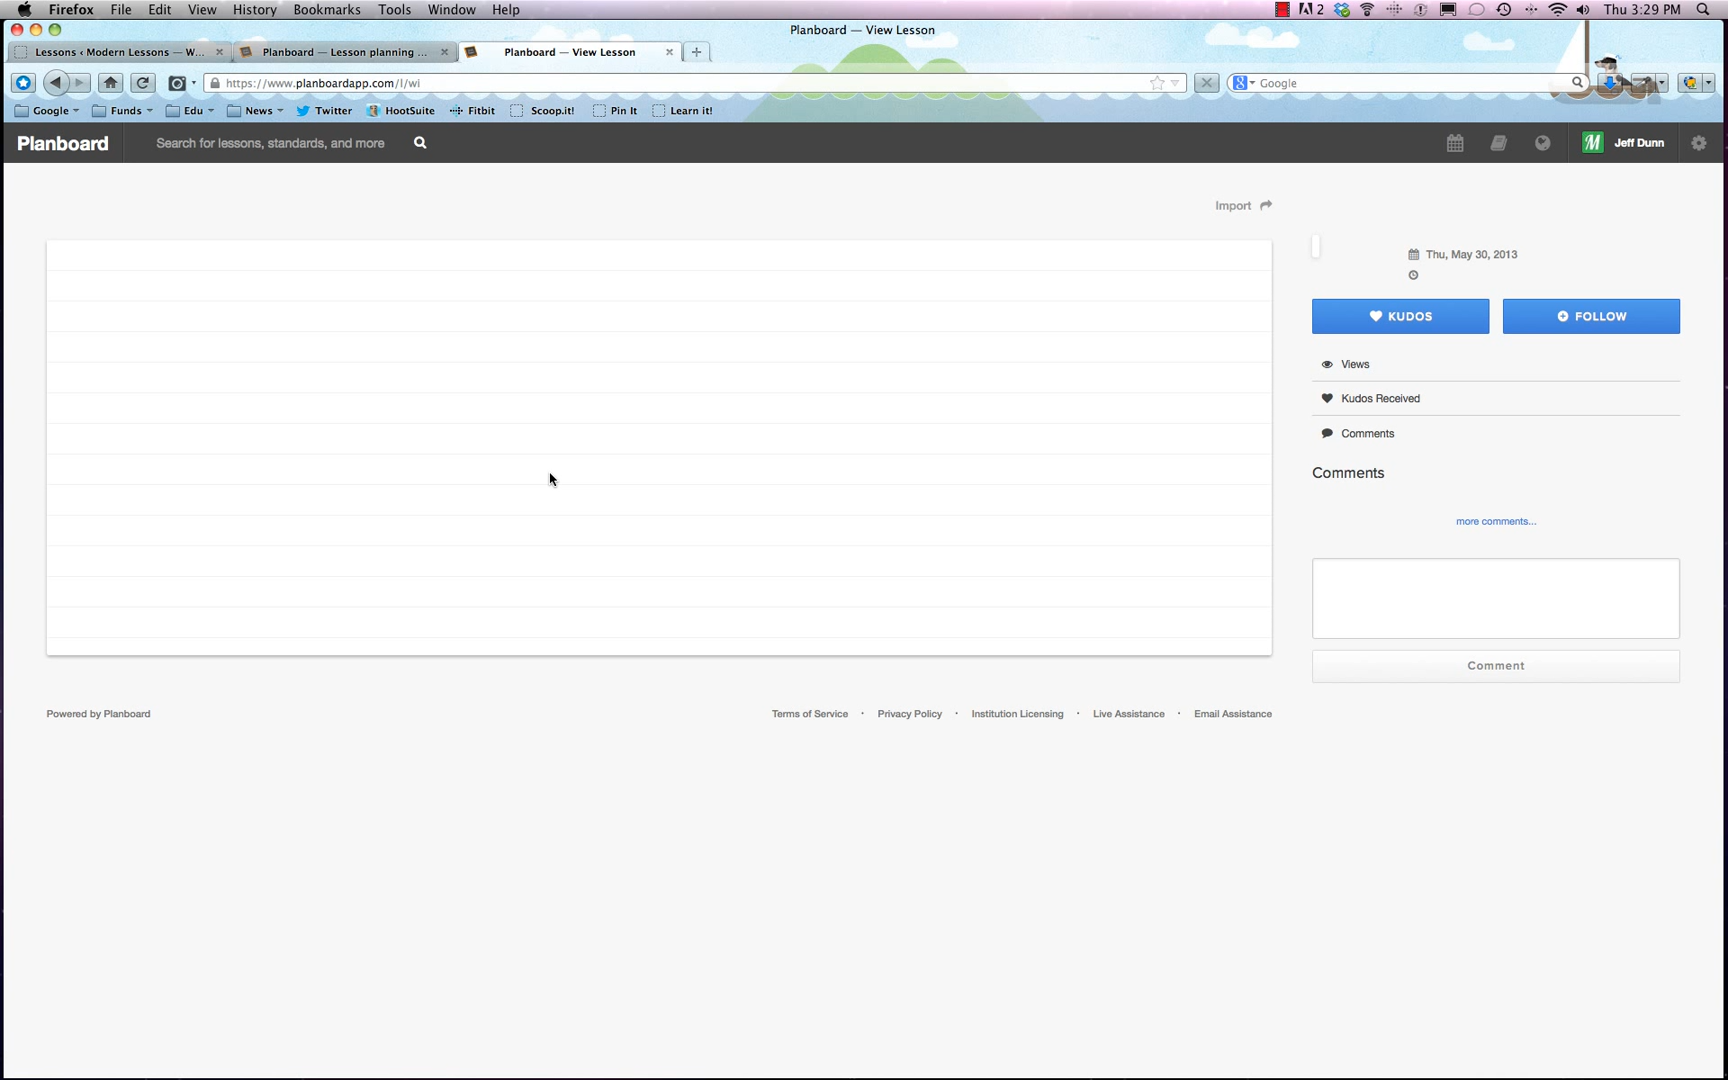 Firefox File Edit View History Bookmarks Tools Window Help 2 Thu 3:29 PM
Planboard — View Lesson
Lessons ‹ Modern Lessons — W... Planboard — Lesson planning ... Planboard — View Lesson
https://www.planboardapp.com/l/wi Google
Google Funds Edu News Twitter HootSuite Fitbit Scoop.it! Pin It Learn it!
Planboard Search for lessons, standards, and more Jeff Dunn
Import
Thu, May 30, 2013
KUDOS FOLLOW
Views
Kudos Received
Comments
Comments
more comments...
Comment
Powered by Planboard Terms of Service · Privacy Policy · Institution Licensing · Live Assistance · Email Assistance